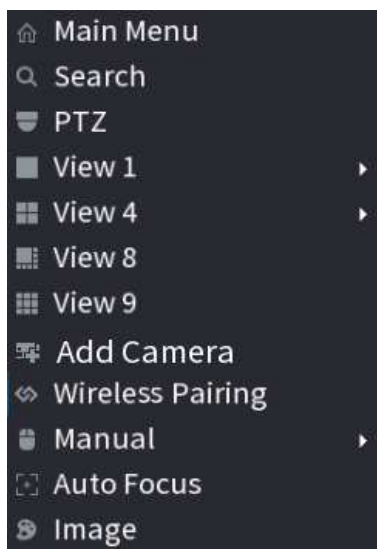 Main Menu
Search
PTZ
View 1
View 4
View 8
View 9
Add Camera
Wireless Pairing
Manual
Auto Focus
Image